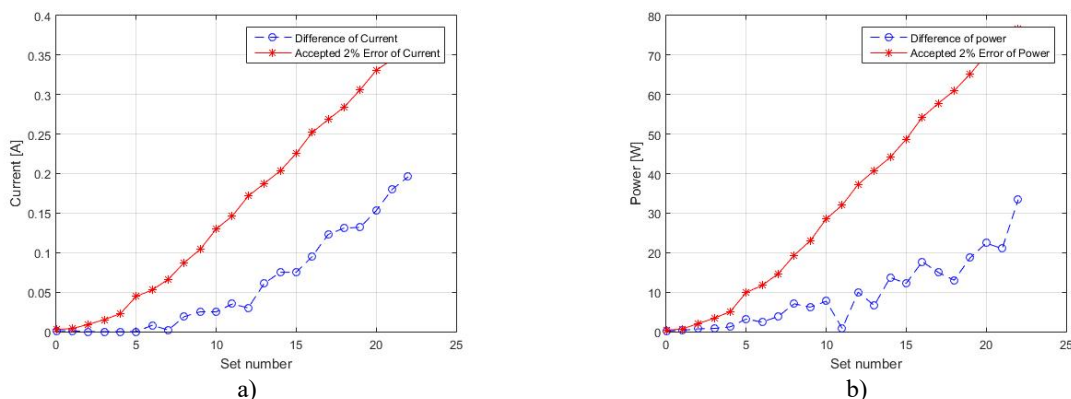 0.4
0.35
0.3
0.25
0.2
0.15
0.1
0.05
0
Current [A]
Difference of Current
Accepted 2% Error of Current
0 5 10 15 20 25
Set number
a)
80
70
60
50
40
30
20
10
0
Power [W]
Difference of power
Accepted 2% Error of Power
0 5 10 15 20 25
Set number
b)